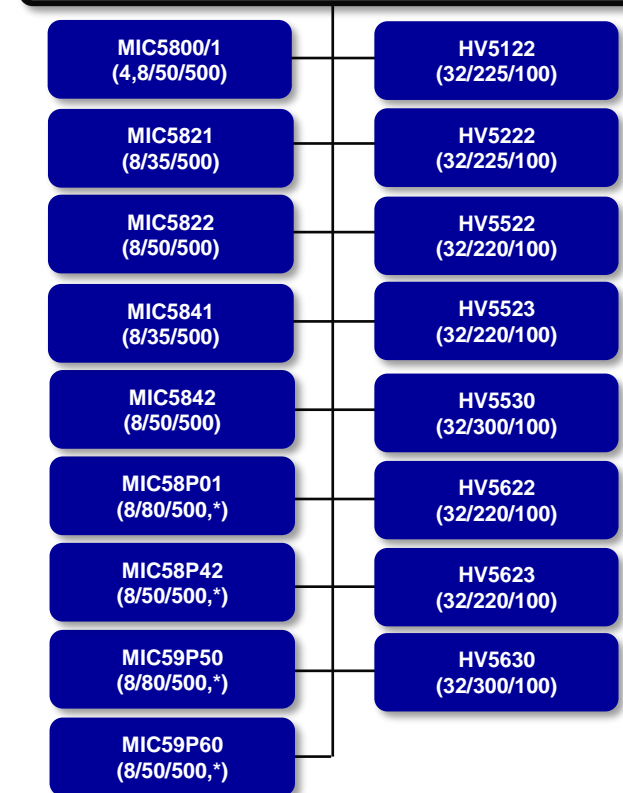 MIC5800/1
(4,8/50/500)
MIC5821
(8/35/500)
MIC5822
(8/50/500)
MIC5841
(8/35/500)
MIC5842
(8/50/500)
MIC58P01
(8/80/500,*)
MIC58P42
(8/50/500,*)
MIC59P50
(8/80/500,*)
MIC59P60
(8/50/500,*)
HV5122
(32/225/100)
HV5222
(32/225/100)
HV5522
(32/220/100)
HV5523
(32/220/100)
HV5530
(32/300/100)
HV5622
(32/220/100)
HV5623
(32/220/100)
HV5630
(32/300/100)